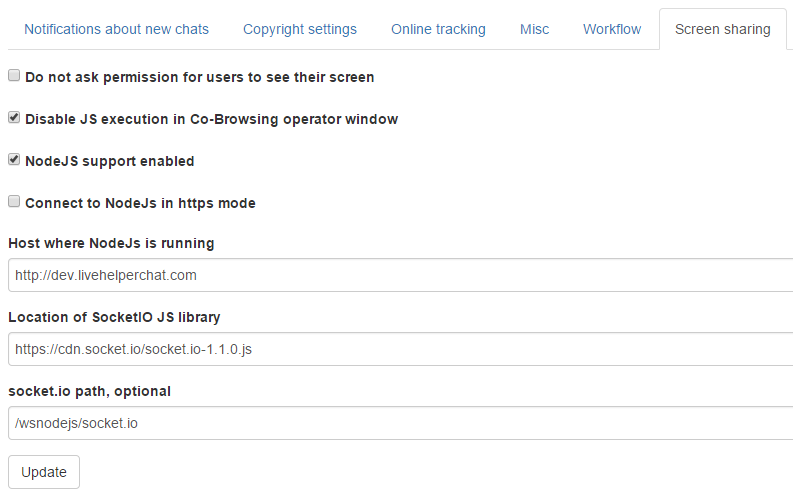 Notifications about new chats Copyright settings Online tracking Misc Workflow Screen sharing
Do not ask permission for users to see their screen
Disable JS execution in Co-Browsing operator window
NodeJS support enabled
Connect to NodeJs in https mode
Host where NodeJs is running
http://dev.livehelperchat.com
Location of SocketIO JS library
https://cdn.socket.io/socket.io-1.1.0.js
socket.io path, optional
/wsnodejs/socket.io
Update